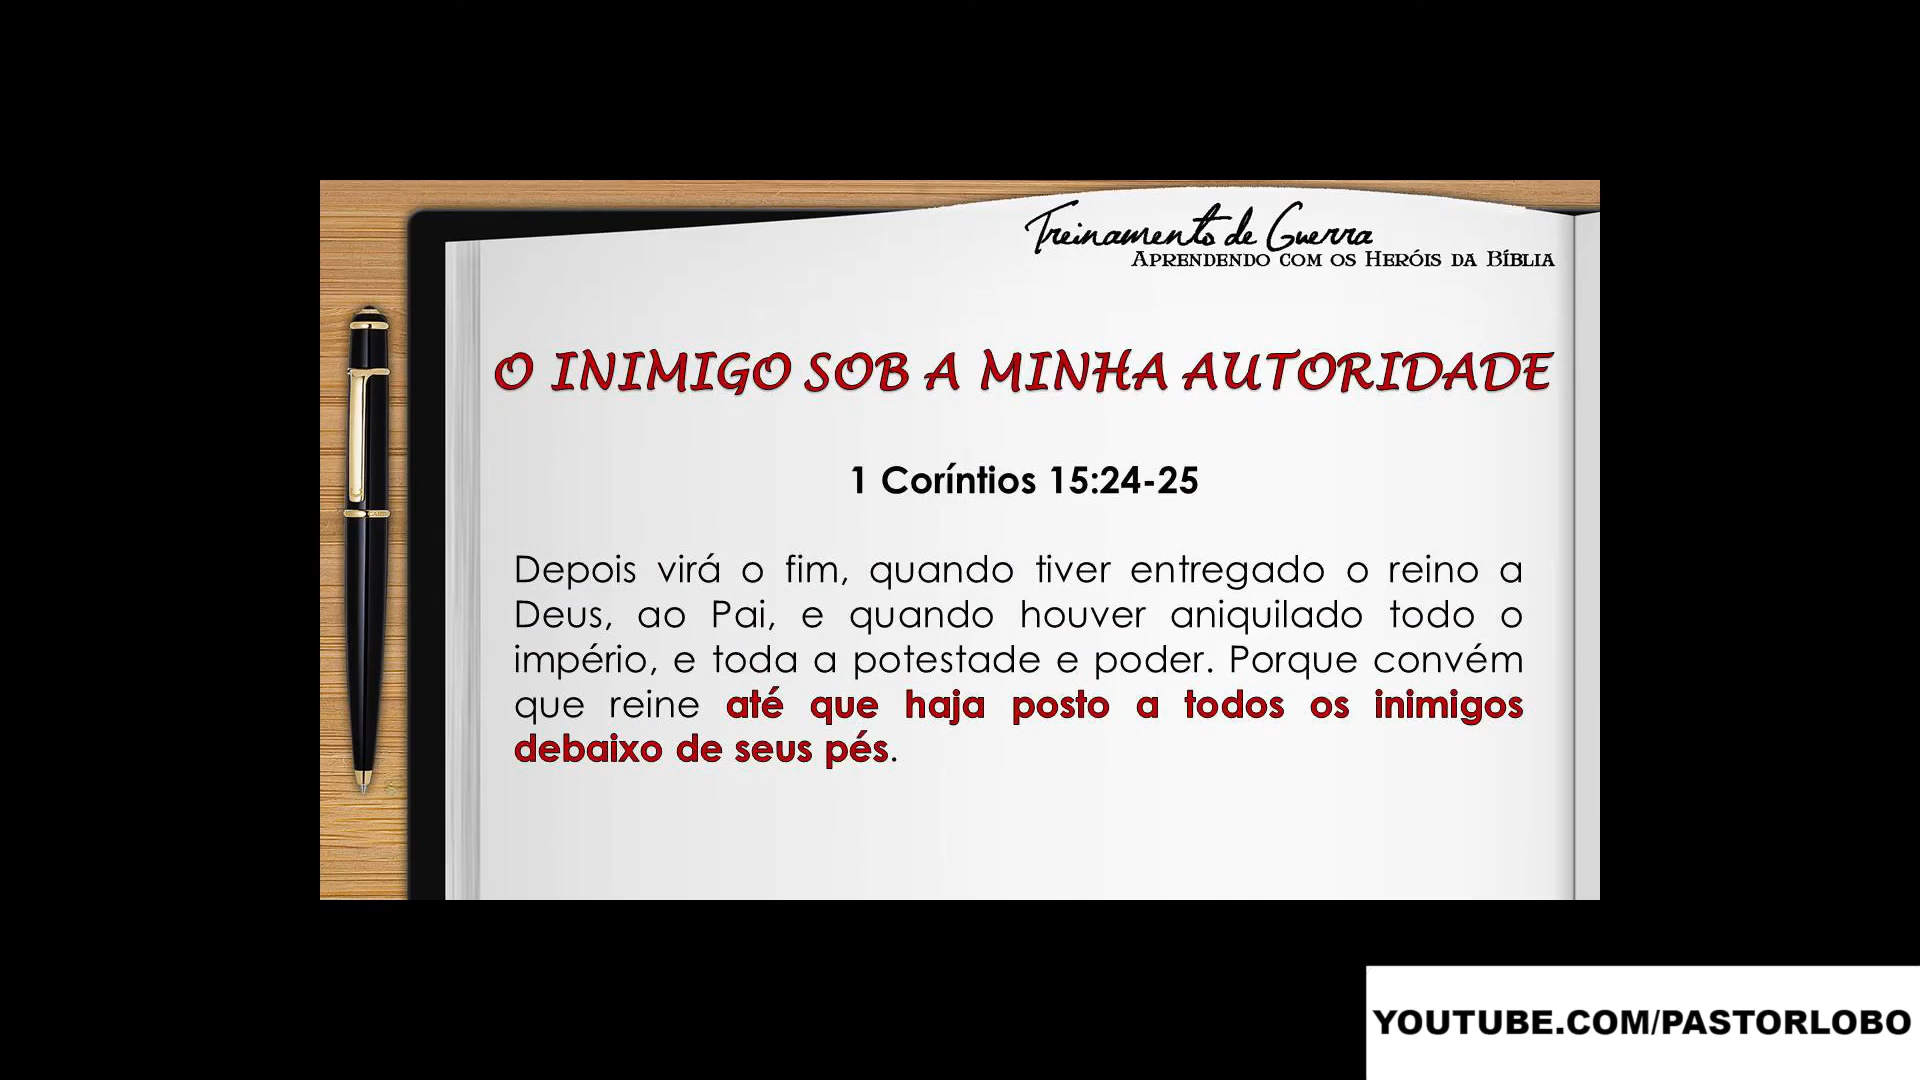 Treinamento de Guerra
Aprendendo com os Heróis da Bíblia
O INIMIGO SOB A MINHA AUTORIDADE
1 Coríntios 15:24-25
Depois virá o fim, quando tiver entregado o reino a
Deus, ao Pai, e quando houver aniquilado todo o
império, e toda a potestade e poder. Porque convém
que reine até que haja posto a todos os inimigos
debaixo de seus pés.
YOUTUBE.COM/PASTORLOBO